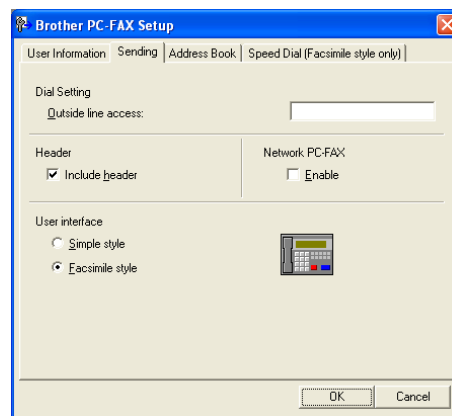 Brother PC-FAX Setup
User Information Sending Address Book Speed Dial (Facsimile style only)
Dial Setting
Outside line access:
Header Network PC-FAX
Include header Enable
User interface
Simple style
Facsimile style
OK Cancel